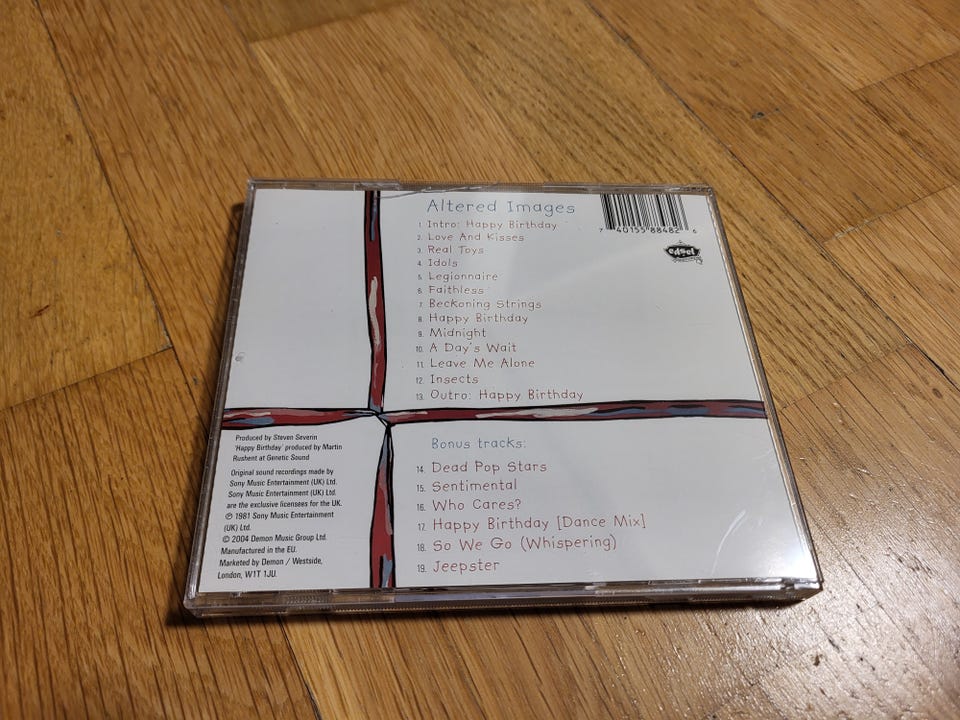 Altered Images
1. Intro: Happy Birthday
2. Love And Kisses
3. Real Toys
4. Idols
5. Legionnaire
6. Faithless
7. Beckoning Strings
8. Happy Birthday
9. Midnight
10. A Day's Wait
11. Leave Me Alone
12. Insects
13. Outro: Happy Birthday
7 40155 88482 6
edsel
Bonus tracks:
14. Dead Pop Stars
15. Sentimental
16. Who Cares?
17. Happy Birthday [Dance Mix]
18. So We Go (Whispering)
19. Jeepster
Produced by Steven Severin
'Happy Birthday' produced by Martin
Rushent at Genetic Sound
Original sound recordings made by
Sony Music Entertainment (UK) Ltd.
Sony Music Entertainment (UK) Ltd.
are the exclusive licensees for the UK.
℗ 1981 Sony Music Entertainment
(UK) Ltd.
© 2004 Demon Music Group Ltd.
Manufactured in the EU.
Marketed by Demon / Westside,
London, W1T 1JU.